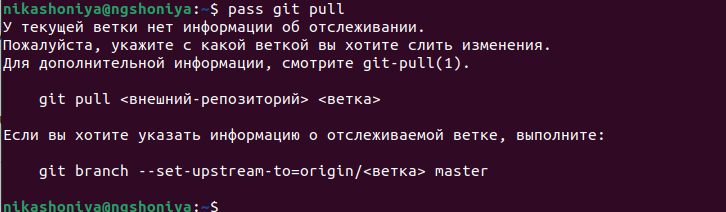 nikashoniya@ngshoniya:~$ pass git pull
У текущей ветки нет информации об отслеживании.
Пожалуйста, укажите с какой веткой вы хотите слить изменения.
Для дополнительной информации, смотрите git-pull(1).
git pull <внешний-репозиторий> <ветка>
Если вы хотите указать информацию о отслеживаемой ветке, выполните:
git branch --set-upstream-to=origin/<ветка> master
nikashoniya@ngshoniya:~$